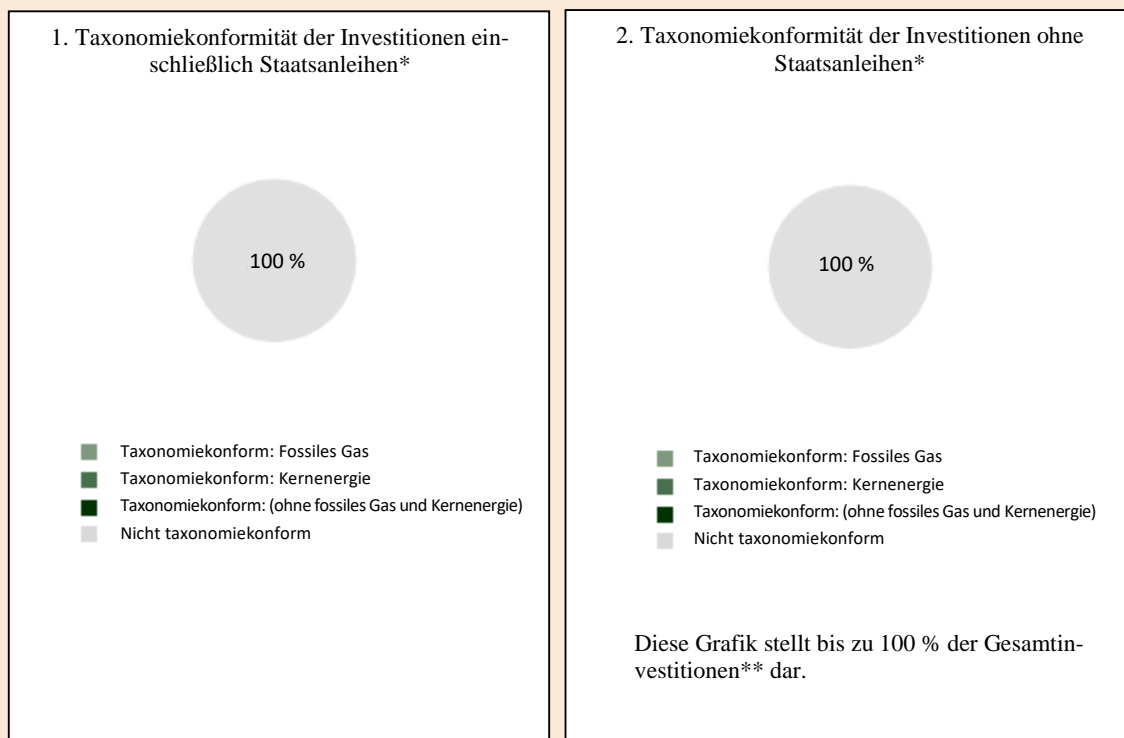 1. Taxonomiekonformität der Investitionen ein-
schließlich Staatsanleihen*
100 %
Taxonomiekonform: Fossiles Gas
Taxonomiekonform: Kernenergie
Taxonomiekonform: (ohne fossiles Gas und Kernenergie)
Nicht taxonomiekonform
2. Taxonomiekonformität der Investitionen ohne
Staatsanleihen*
100 %
Taxonomiekonform: Fossiles Gas
Taxonomiekonform: Kernenergie
Taxonomiekonform: (ohne fossiles Gas und Kernenergie)
Nicht taxonomiekonform
Diese Grafik stellt bis zu 100 % der Gesamtin-
vestitionen** dar.